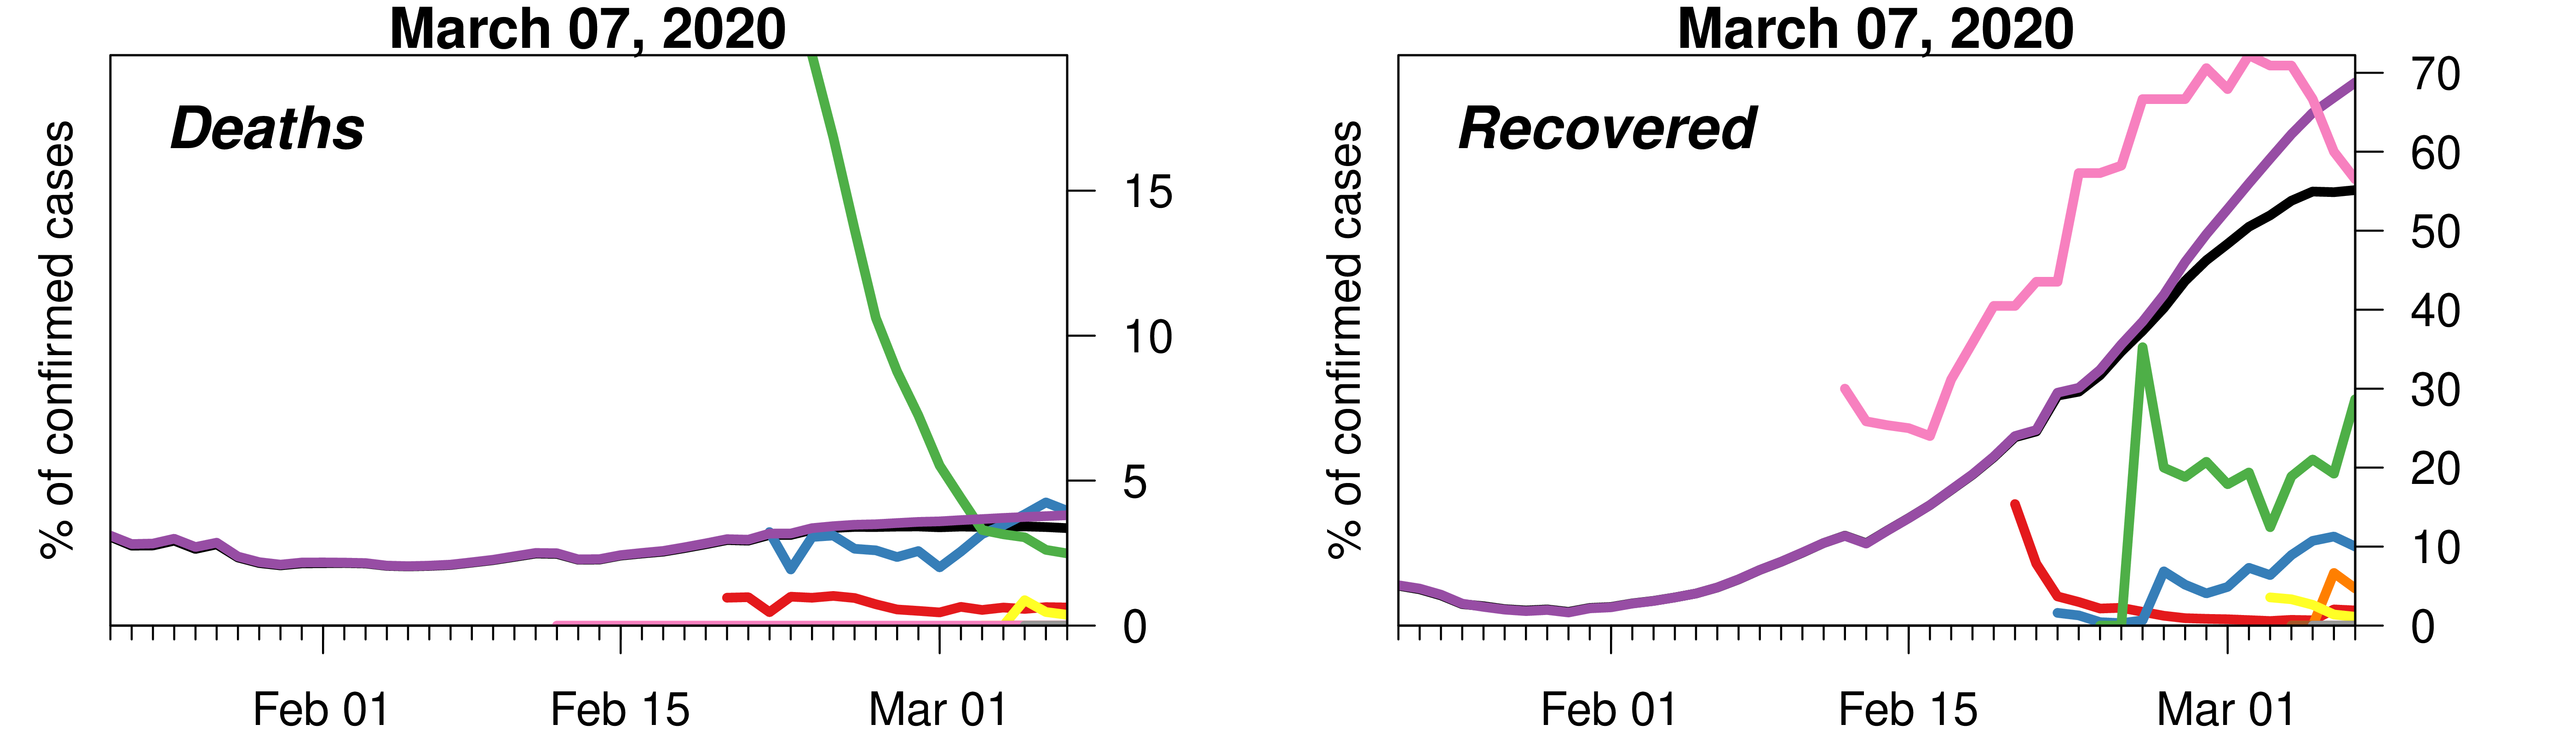 March 07, 2020
Deaths
% of confirmed cases
15
10
5
0
Feb 01 Feb 15 Mar 01
March 07, 2020
Recovered
% of confirmed cases
70
60
50
40
30
20
10
0
Feb 01 Feb 15 Mar 01